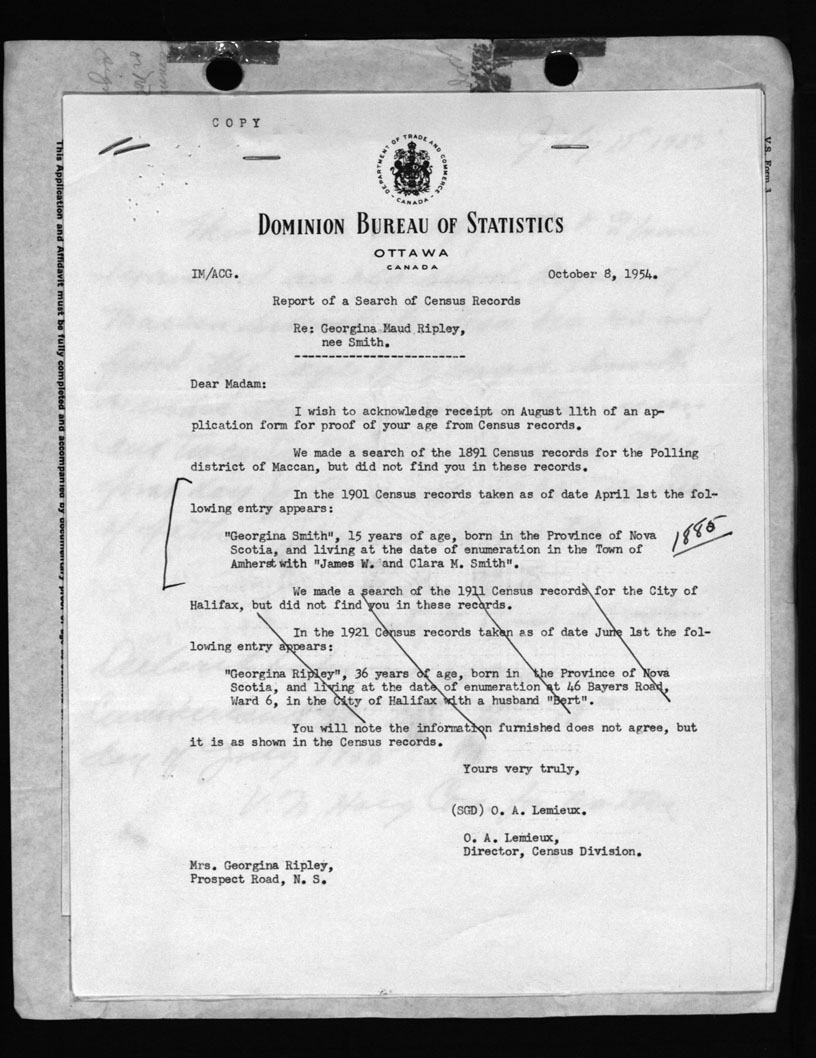 COPY
DEPARTMENT OF TRADE AND COMMERCE
CANADA
V.S. Form 3
DOMINION BUREAU OF STATISTICS
OTTAWA
CANADA
IM/ACG. October 8, 1954.
Report of a Search of Census Records
Re: Georgina Maud Ripley,
nee Smith.
-------------------------
Dear Madam:
I wish to acknowledge receipt on August 11th of an ap-
plication form for proof of your age from Census records.
We made a search of the 1891 Census records for the Polling
district of Maccan, but did not find you in these records.
In the 1901 Census records taken as of date April 1st the fol-
lowing entry appears:
"Georgina Smith", 15 years of age, born in the Province of Nova
Scotia, and living at the date of enumeration in the Town of
Amherst with "James W. and Clara M. Smith".
1885
We made a search of the 1911 Census records for the City of
Halifax, but did not find you in these records.
In the 1921 Census records taken as of date June 1st the fol-
lowing entry appears:
"Georgina Ripley", 36 years of age, born in the Province of Nova
Scotia, and living at the date of enumeration at 46 Bayers Road,
Ward 6, in the City of Halifax with a husband "Bert".
You will note the information furnished does not agree, but
it is as shown in the Census records.
Yours very truly,
(SGD) O. A. Lemieux.
O. A. Lemieux,
Director, Census Division.
Mrs. Georgina Ripley,
Prospect Road, N. S.
This Application and Affidavit must be fully completed and accompanied by documentary proof of age